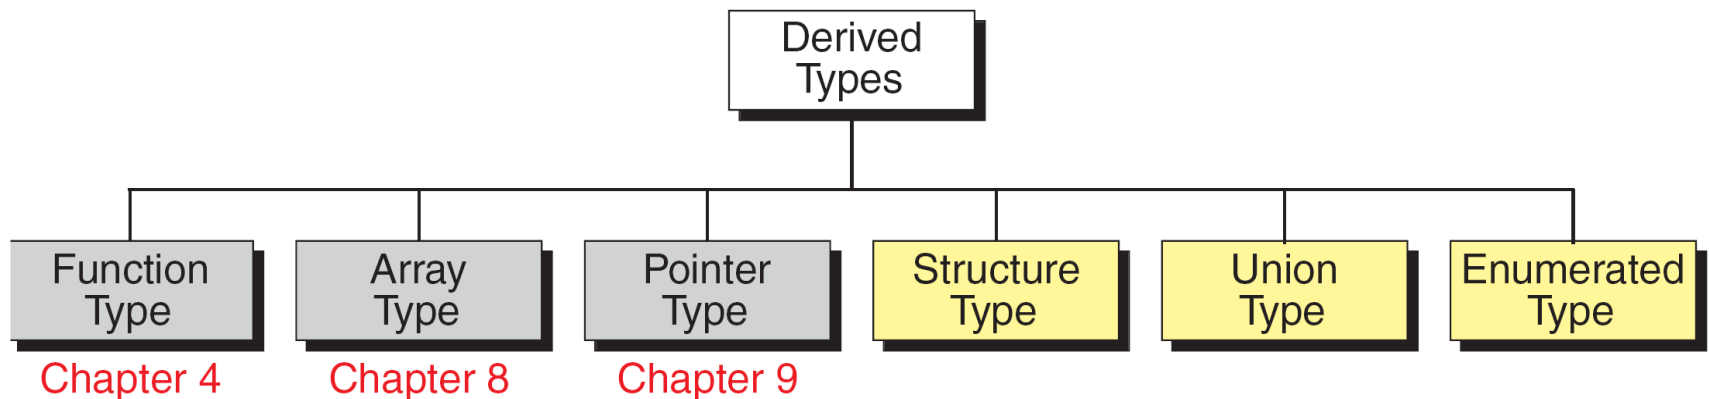 Derived
Types
Function
Type
Array
Type
Pointer
Type
Structure
Type
Union
Type
Enumerated
Type
Chapter 4
Chapter 8
Chapter 9